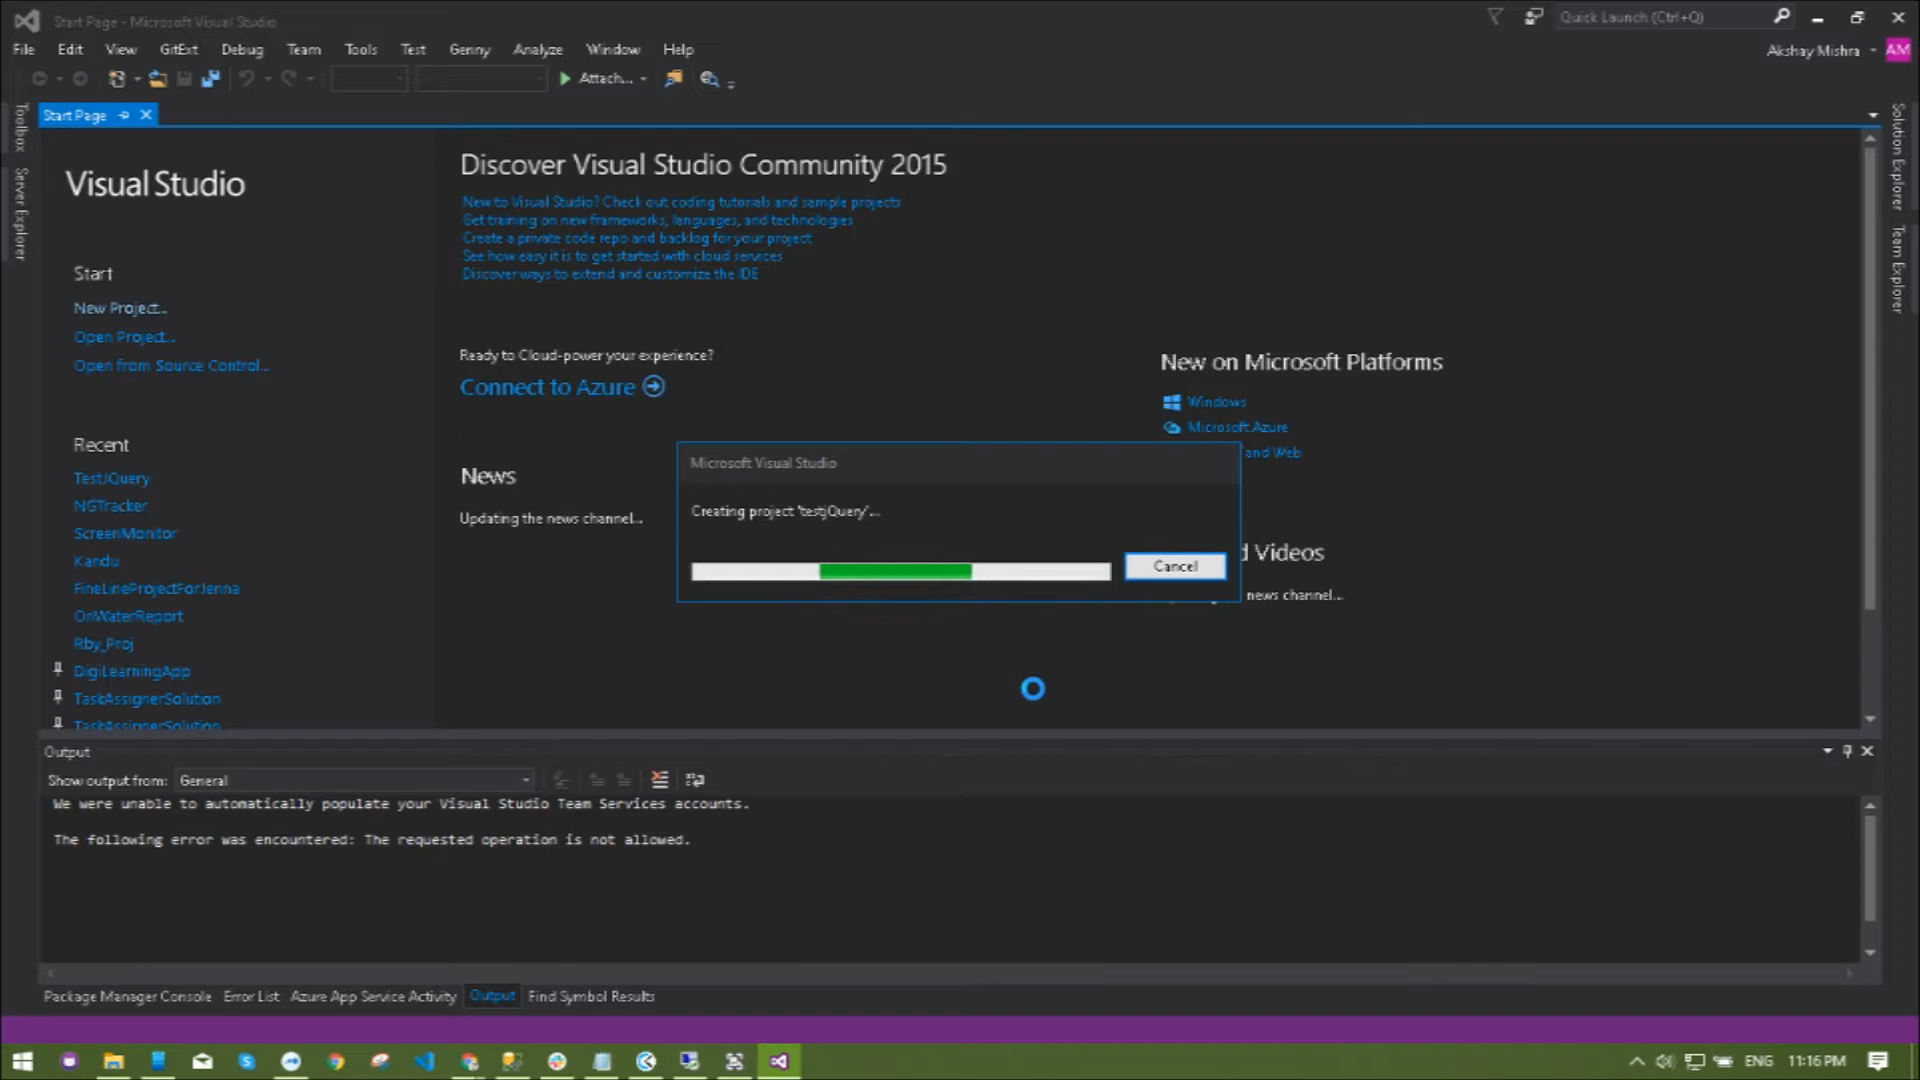 Start Page - Microsoft Visual Studio
Quick Launch (Ctrl+Q)
File Edit View GitExt Debug Team Tools Test Genny Analyze Window Help
Akshay Mishra AM
Attach...
Toolbox
Server Explorer
Start Page
Solution Explorer
Team Explorer
Visual Studio
Start
New Project...
Open Project...
Open from Source Control...
Recent
TestJQuery
NGTracker
ScreenMonitor
Kandu
FineLineProjectForJenna
OnWaterReport
Rby_Proj
DigiLearningApp
TaskAssignerSolution
TaskAssignerSolution
Discover Visual Studio Community 2015
New to Visual Studio? Check out coding tutorials and sample projects
Get training on new frameworks, languages, and technologies
Create a private code repo and backlog for your project
See how easy it is to get started with cloud services
Discover ways to extend and customize the IDE
Ready to Cloud-power your experience?
Connect to Azure
News
Updating the news channel...
New on Microsoft Platforms
Windows
Microsoft Azure
and Web
d Videos
news channel...
Microsoft Visual Studio
Creating project 'testjQuery'...
Cancel
Output
Show output from: General
We were unable to automatically populate your Visual Studio Team Services accounts.
The following error was encountered: The requested operation is not allowed.
Package Manager Console Error List Azure App Service Activity Output Find Symbol Results
ENG 11:16 PM